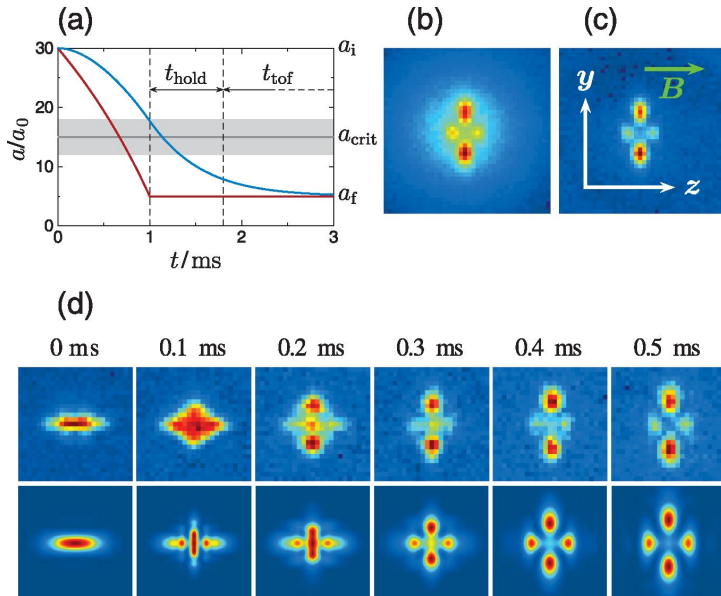 (a)
30
20
10
0
a/a₀
0 1 2 3
t/ms
t_hold
t_tof
a_i
a_crit
a_f
(b)
(c)
y
B
z
(d)
0 ms 0.1 ms 0.2 ms 0.3 ms 0.4 ms 0.5 ms